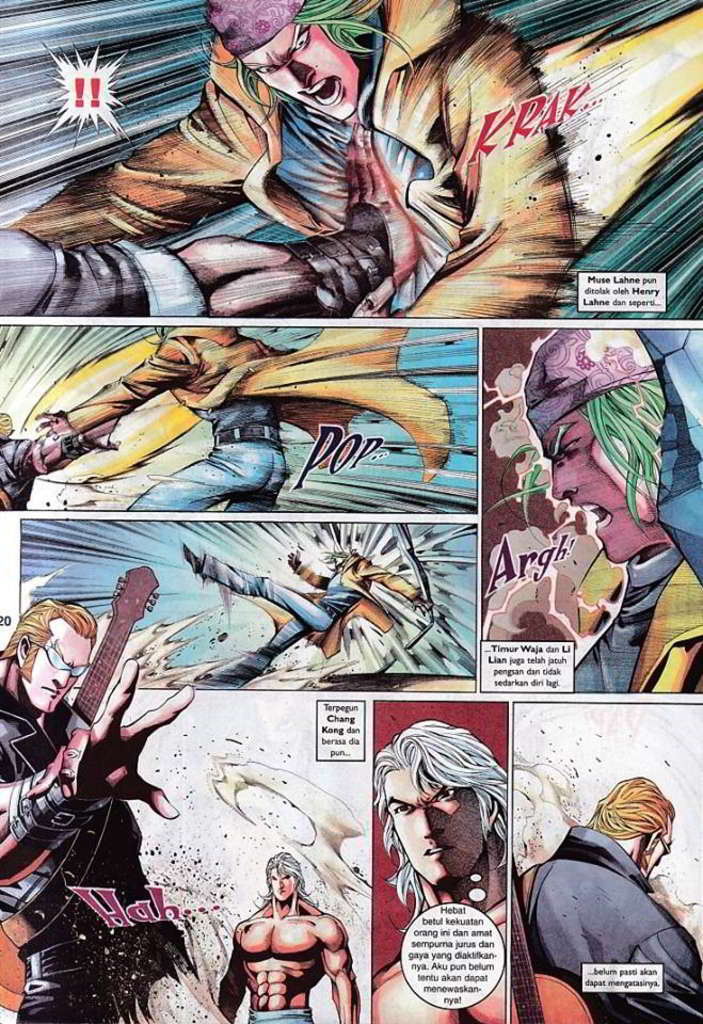 !!
KRAK...
Muse Lahne pun
ditolak oleh Henry
Lahne dan seperti...
POP...
Argh!
...Timur Waja dan Li
Lian juga telah jatuh
pengsan dan tidak
sedarkan diri lagi.
20
Terpegun
Chang
Kong dan
berasa dia
pun...
Hah...
Hebat
betul kekuatan
orang ini dan amat
sempurna jurus dan
gaya yang diaktifkan-
nya. Aku pun belum
tentu akan dapat
menewaskan-
nya!
...belum pasti akan
dapat mengatasinya.